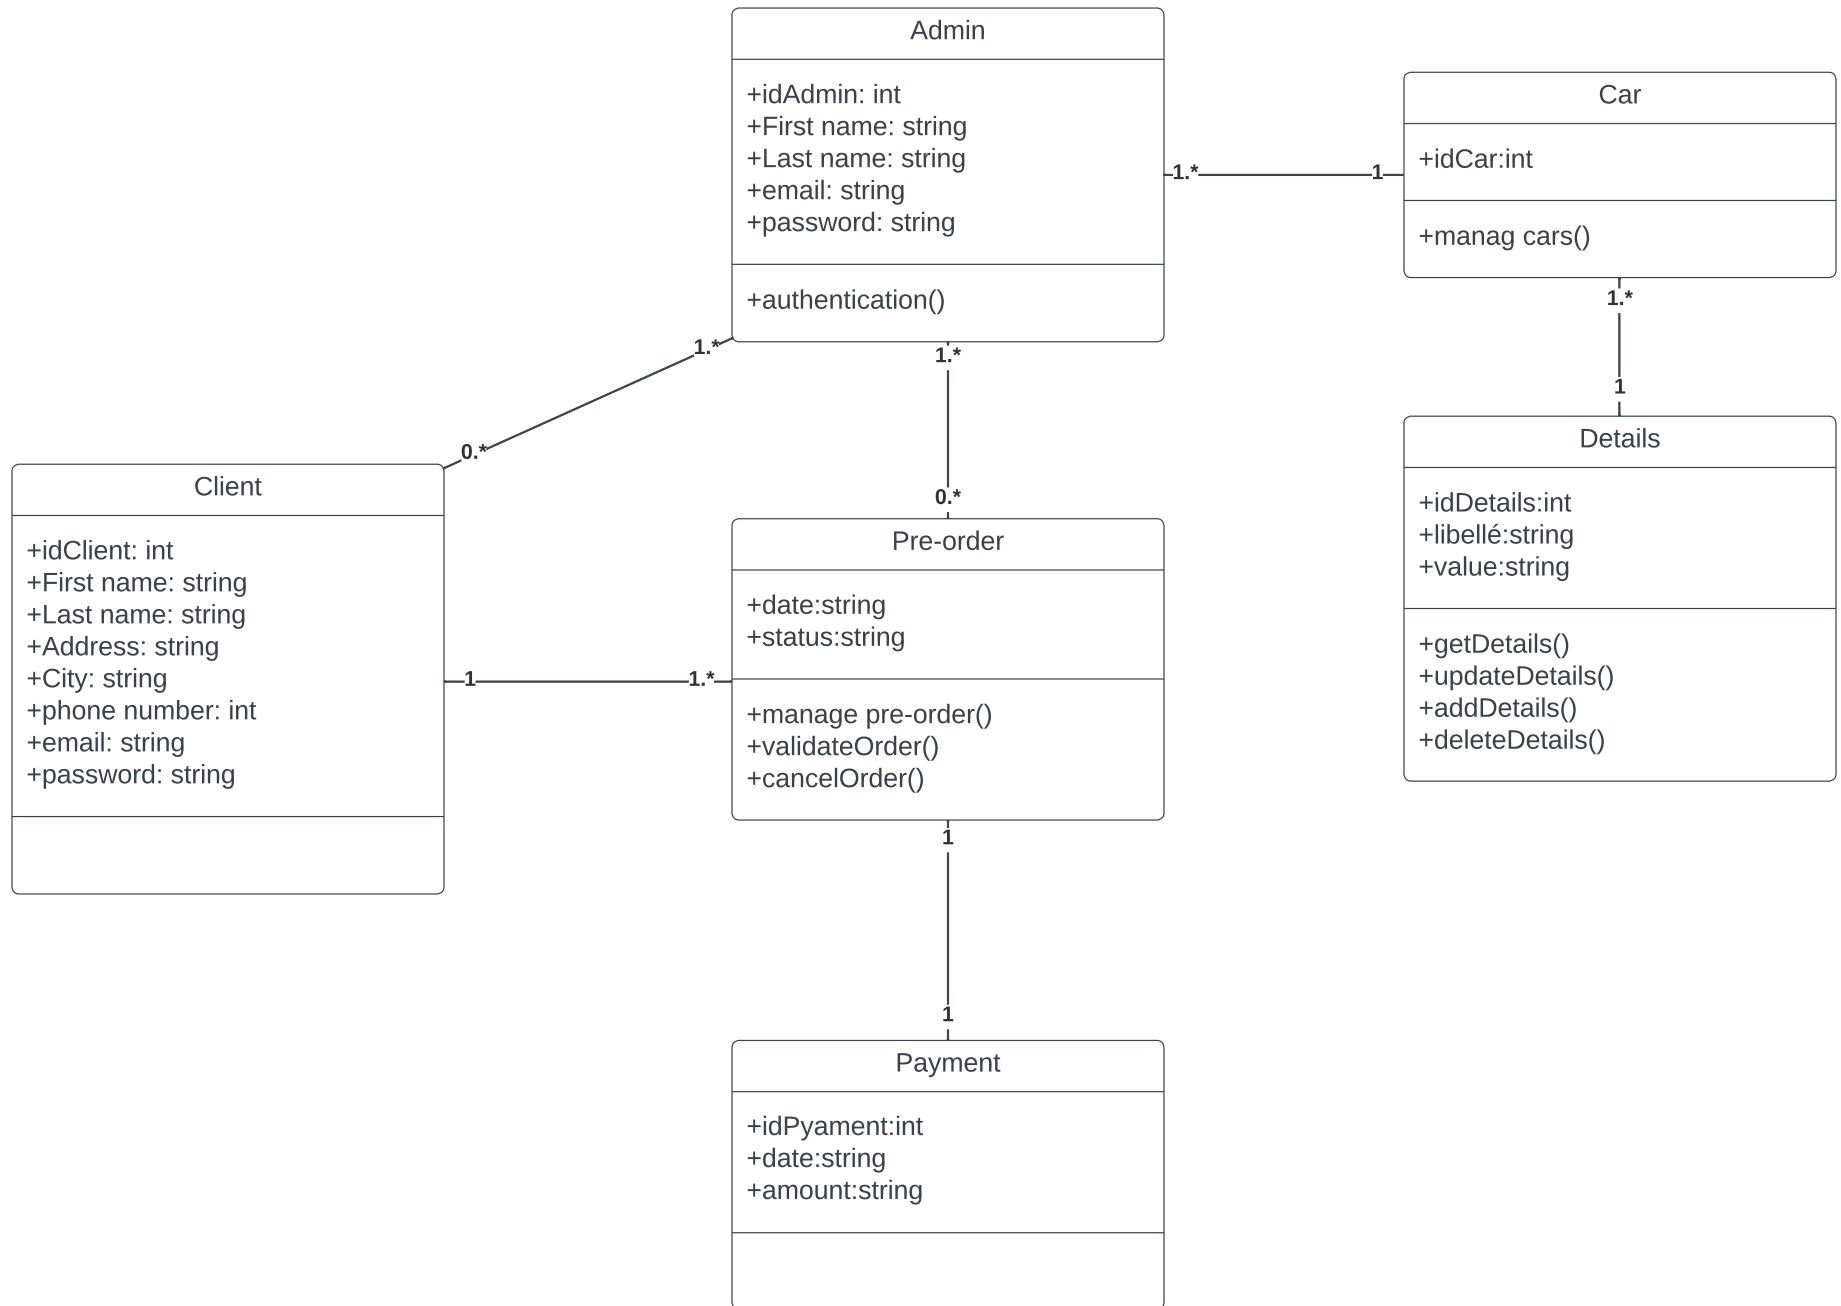 Admin
+idAdmin: int
+First name: string
+Last name: string
+email: string
+password: string
+authentication()
Car
+idCar:int
+manag cars()
1.*
1
1.*
1
1.*
0.*
1.*
0.*
Client
+idClient: int
+First name: string
+Last name: string
+Address: string
+City: string
+phone number: int
+email: string
+password: string
1
1.*
Pre-order
+date:string
+status:string
+manage pre-order()
+validateOrder()
+cancelOrder()
Details
+idDetails:int
+libellé:string
+value:string
+getDetails()
+updateDetails()
+addDetails()
+deleteDetails()
1
1
Payment
+idPyament:int
+date:string
+amount:string